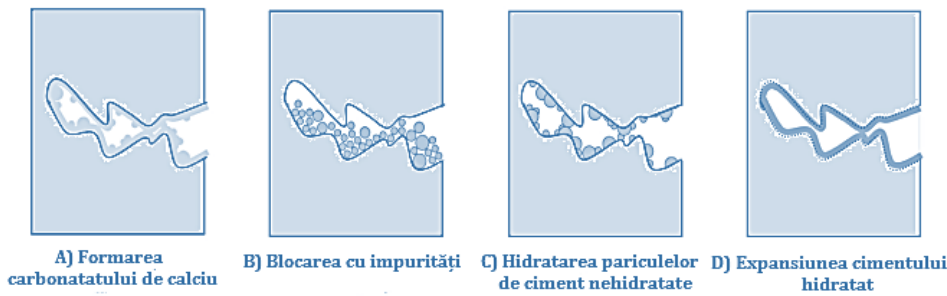 A) Formarea
carbonatatului de calciu
B) Blocarea cu impurități
C) Hidratarea pariculelor
de ciment nehidratate
D) Expansiunea cimentului
hidratat